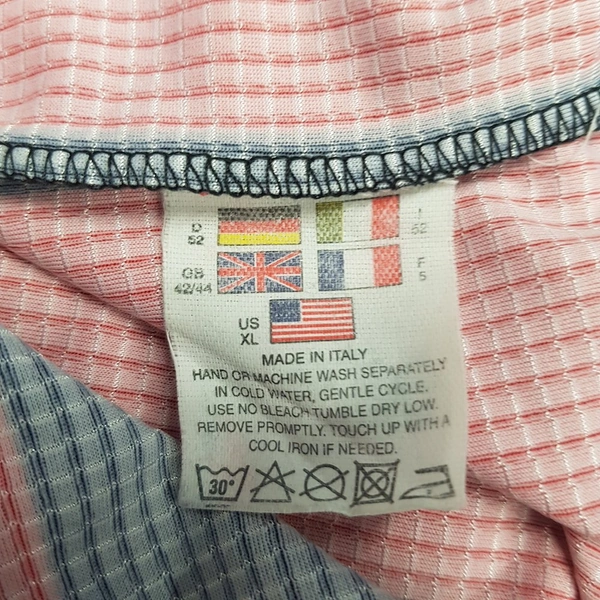 D
52
I
52
GB
42/44
F
5
US
XL
MADE IN ITALY
HAND OR MACHINE WASH SEPARATELY
IN COLD WATER, GENTLE CYCLE.
USE NO BLEACH TUMBLE DRY LOW.
REMOVE PROMPTLY. TOUCH UP WITH A
COOL IRON IF NEEDED.
30°